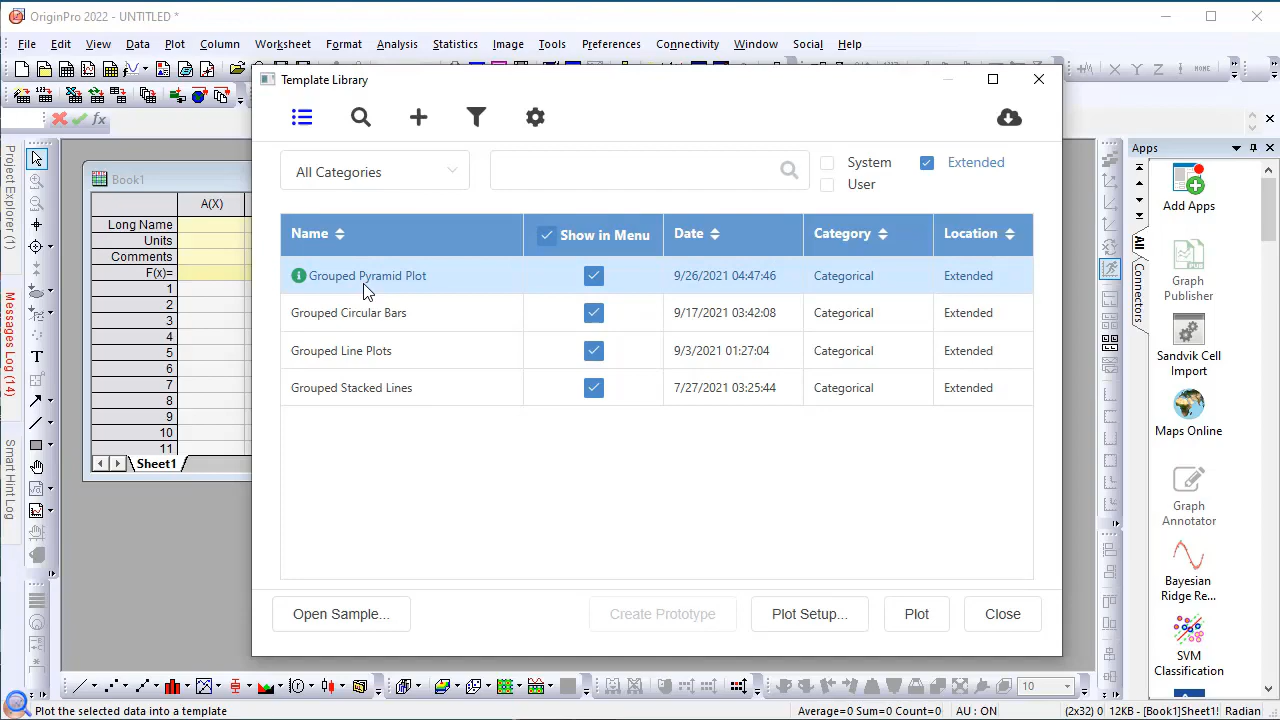 OriginPro 2022 - UNTITLED *
File Edit View Data Plot Column Worksheet Format Analysis Statistics Image Tools Preferences Connectivity Window Social Help
Template Library
HOME
fx
Project Explorer (1)
Messages Log (14)
Smart Hint Log
Book1
A(X)
Long Name
Units
Comments
F(x)=
1
2
3
4
5
6
7
8
9
10
11
Sheet1
All Categories
System
Extended
User
Name Show in Menu Date Category Location
Grouped Pyramid Plot 9/26/2021 04:47:46 Categorical Extended
Grouped Circular Bars 9/17/2021 03:42:08 Categorical Extended
Grouped Line Plots 9/3/2021 01:27:04 Categorical Extended
Grouped Stacked Lines 7/27/2021 03:25:44 Categorical Extended
Open Sample... Create Prototype Plot Setup... Plot Close
Apps
All
Connectors
Add Apps
Graph
Publisher
Sandvik Cell
Import
Maps Online
Graph
Annotator
Bayesian
Ridge Re...
SVM
Classification
10
Plot the selected data into a template
Average=0 Sum=0 Count=0 AU : ON (2x32) 0 12KB - [Book1]Sheet1! Radian